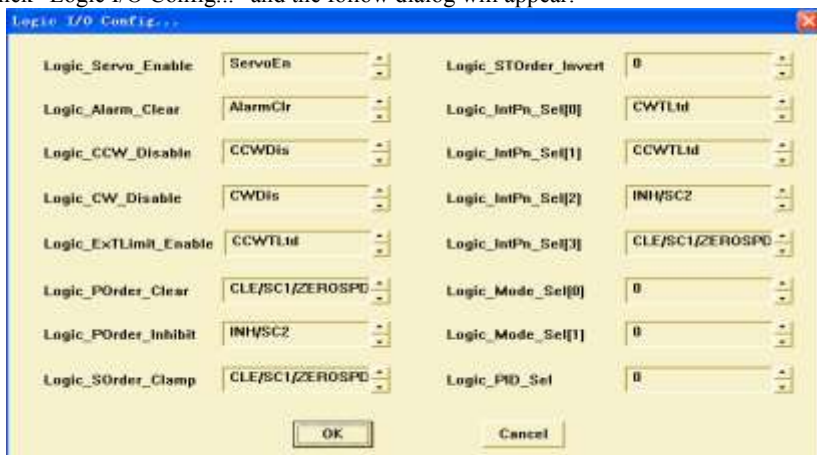 click "Logic I/O Config..." and the follow dialog will appear:
Logic I/O Config...
Logic_Servo_Enable ServoEn Logic_STOrder_Invert 0
Logic_Alarm_Clear AlarmClr Logic_IntPn_Sel[0] CWTLtd
Logic_CCW_Disable CCWDis Logic_IntPn_Sel[1] CCWTLtd
Logic_CW_Disable CWDis Logic_IntPn_Sel[2] INH/SC2
Logic_ExTLimit_Enable CCWTLtd Logic_IntPn_Sel[3] CLE/SC1/ZEROSPD
Logic_POrder_Clear CLE/SC1/ZEROSPD Logic_Mode_Sel[0] 0
Logic_POrder_Inhibit INH/SC2 Logic_Mode_Sel[1] 0
Logic_SOrder_Clamp CLE/SC1/ZEROSPD Logic_PID_Sel 0
OK Cancel